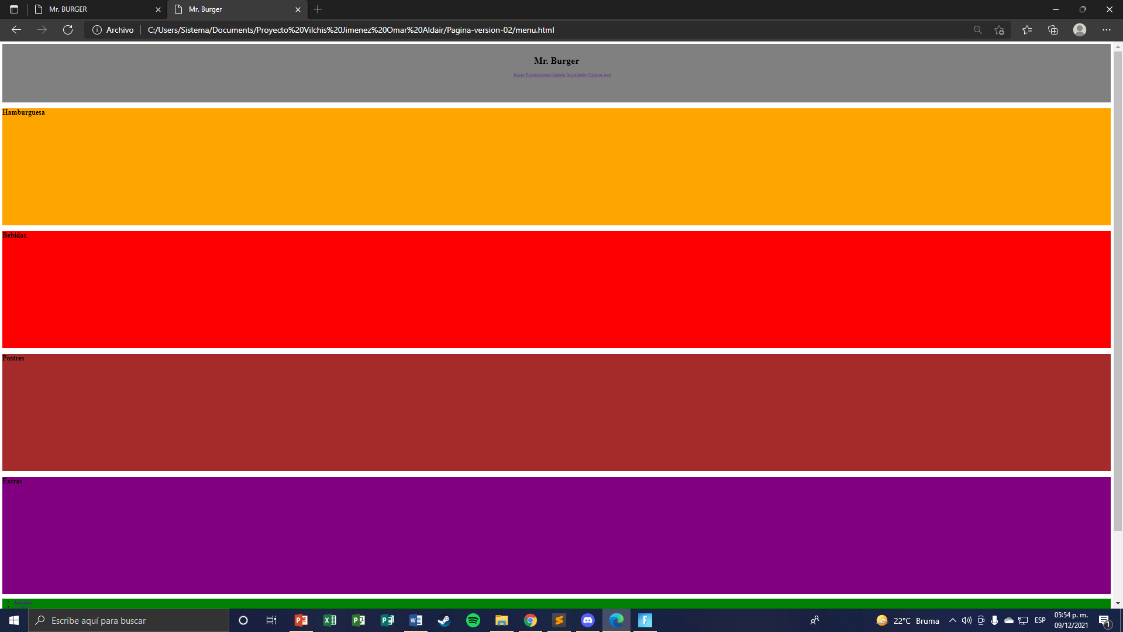 Mr. BURGER
Mr. Burger
Archivo
C:/Users/Sistema/Documents/Proyecto%20Vilchis%20Jimenez%20Omar%20Aldair/Pagina-version-02/menu.html
Mr. Burger
Hamburguesa
Bebidas
Postres
Extras
Escribe aquí para buscar
22°C Bruma
ESP
05:54 p. m.
09/12/2021
1